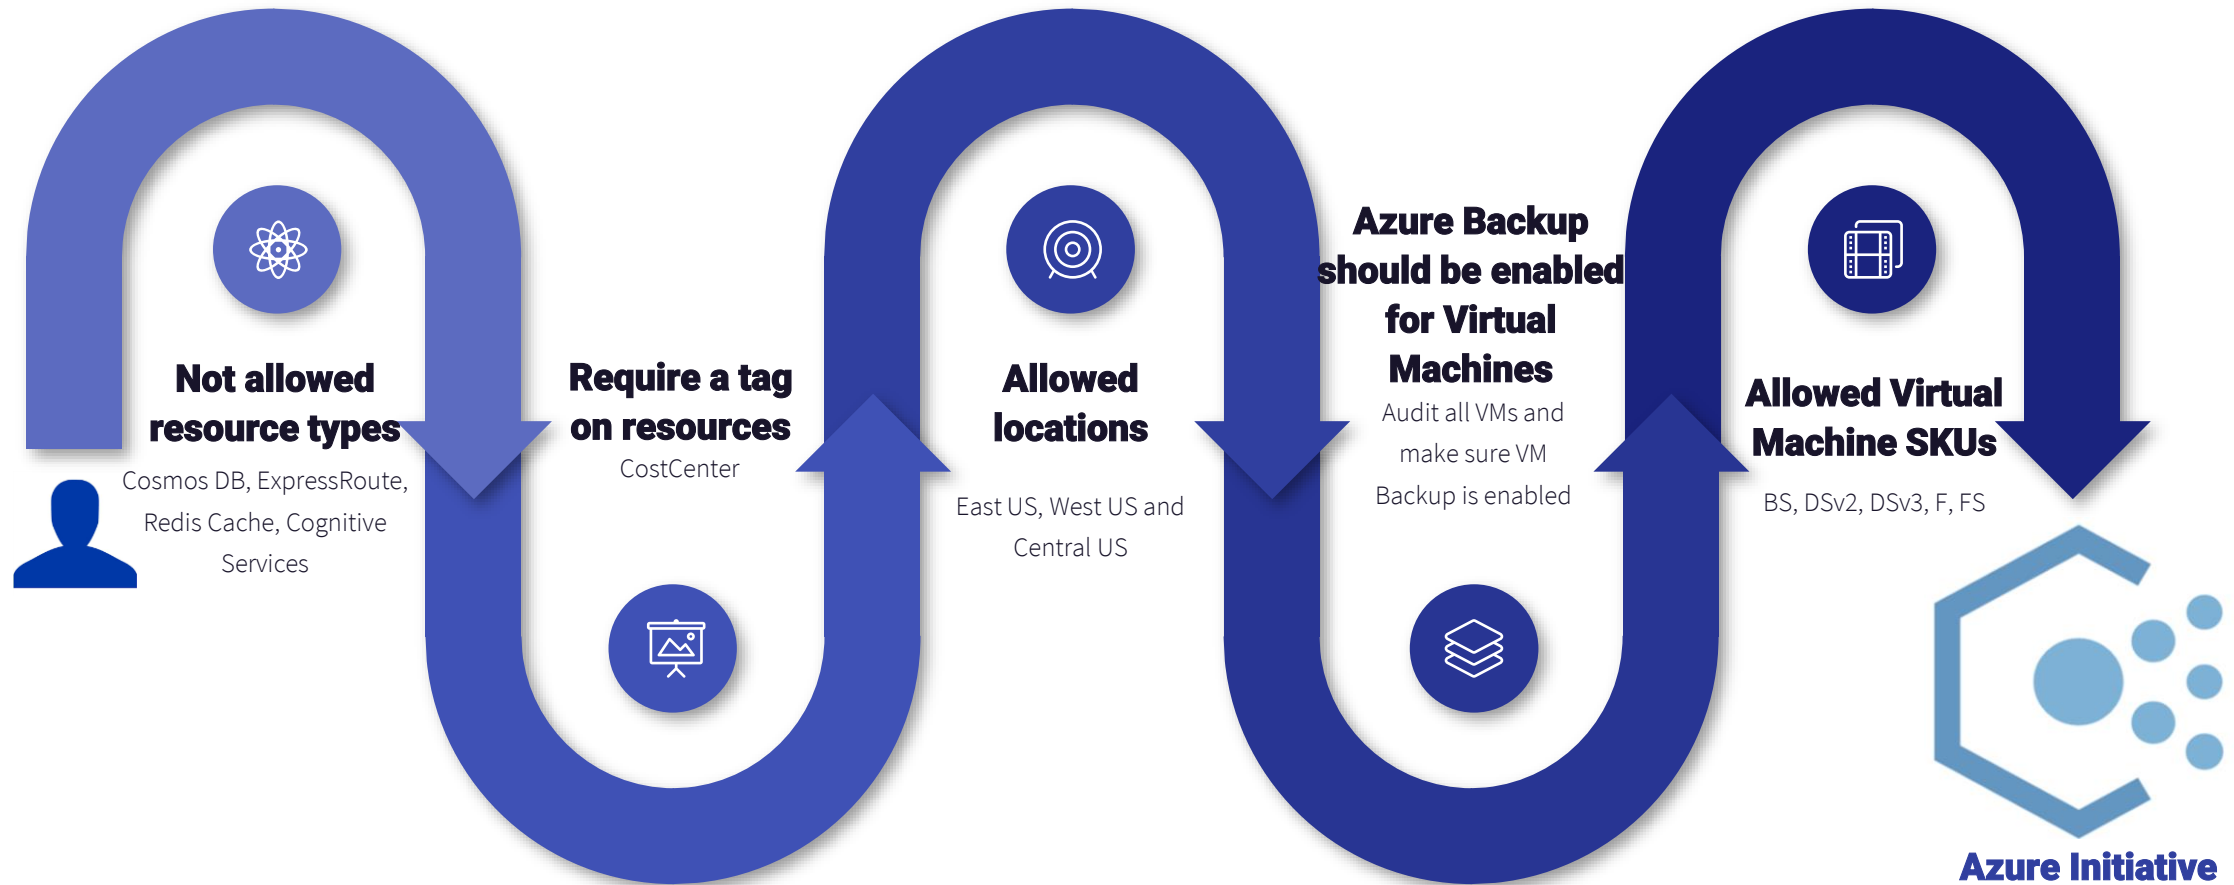 Not allowed
resource types
Cosmos DB, ExpressRoute,
Redis Cache, Cognitive
Services
Require a tag
on resources
CostCenter
Allowed
locations
East US, West US and
Central US
Azure Backup
should be enabled
for Virtual
Machines
Audit all VMs and
make sure VM
Backup is enabled
Allowed Virtual
Machine SKUs
BS, DSv2, DSv3, F, FS
Azure Initiative